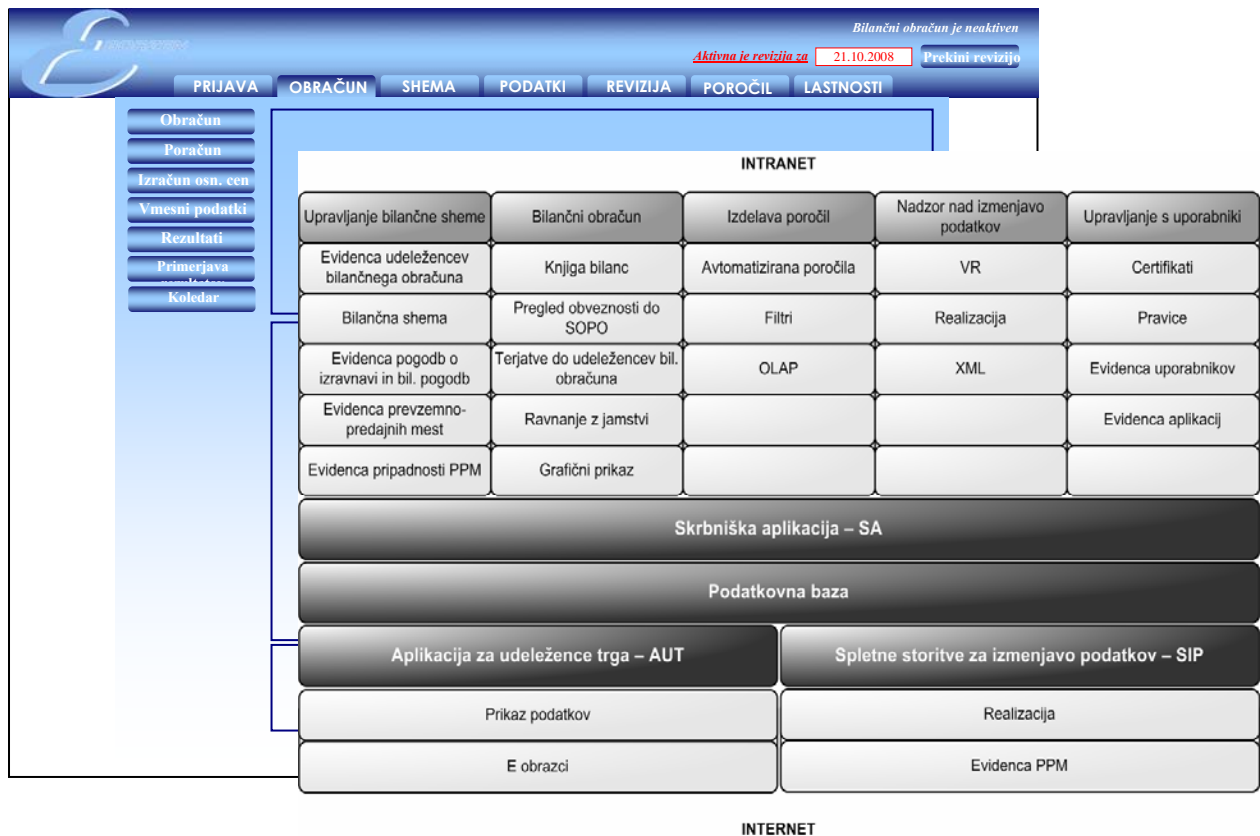 Bilančni obračun je neaktiven
Aktivna je revizija za 21.10.2008 Prekini revizijo
PRIJAVA OBRAČUN SHEMA PODATKI REVIZIJA POROČIL LASTNOSTI
Obračun
Poračun
Izračun osn. cen
Vmesni podatki
Rezultati
Primerjava
Koledar
INTRANET
Upravljanje bilančne sheme
Bilančni obračun
Izdelava poročil
Nadzor nad izmenjavo
podatkov
Upravljanje s uporabniki
Evidenca udeležencev
bilančnega obračuna
Knjiga bilanc
Avtomatizirana poročila
VR
Certifikati
Bilančna shema
Pregled obveznosti do
SOPO
Filtri
Realizacija
Pravice
Evidenca pogodb o
izravnavi in bil. pogodb
Terjatve do udeležencev bil.
obračuna
OLAP
XML
Evidenca uporabnikov
Evidenca prevzemno-
predajnih mest
Ravnanje z jamstvi
Evidenca aplikacij
Evidenca pripadnosti PPM
Grafični prikaz
Skrbniška aplikacija – SA
Podatkovna baza
Aplikacija za udeležence trga – AUT
Spletne storitve za izmenjavo podatkov – SIP
Prikaz podatkov
Realizacija
E obrazci
Evidenca PPM
INTERNET